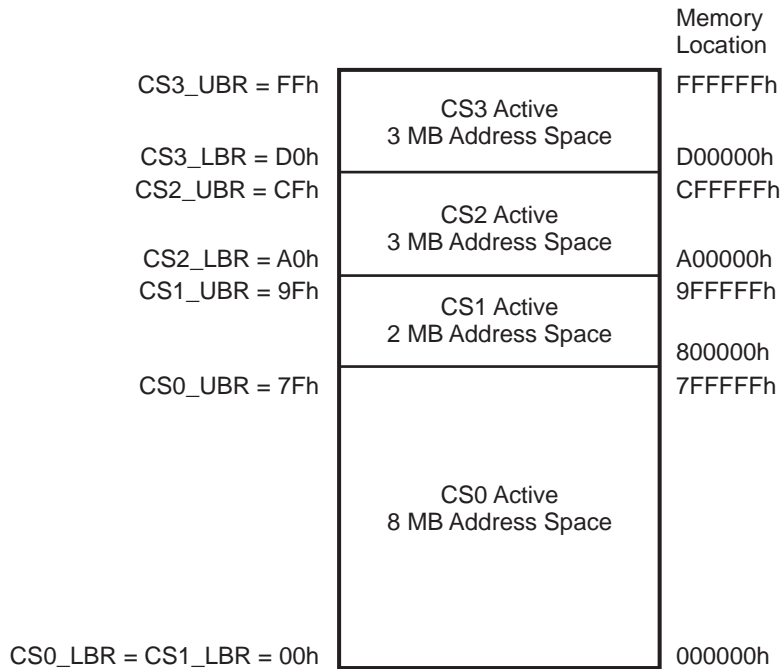 Memory
Location
CS3_UBR = FFh
FFFFFFh
CS3 Active
3 MB Address Space
CS3_LBR = D0h
D00000h
CS2_UBR = CFh
CFFFFFh
CS2 Active
3 MB Address Space
CS2_LBR = A0h
A00000h
CS1_UBR = 9Fh
9FFFFFh
CS1 Active
2 MB Address Space
800000h
CS0_UBR = 7Fh
7FFFFFh
CS0 Active
8 MB Address Space
CS0_LBR = CS1_LBR = 00h
000000h